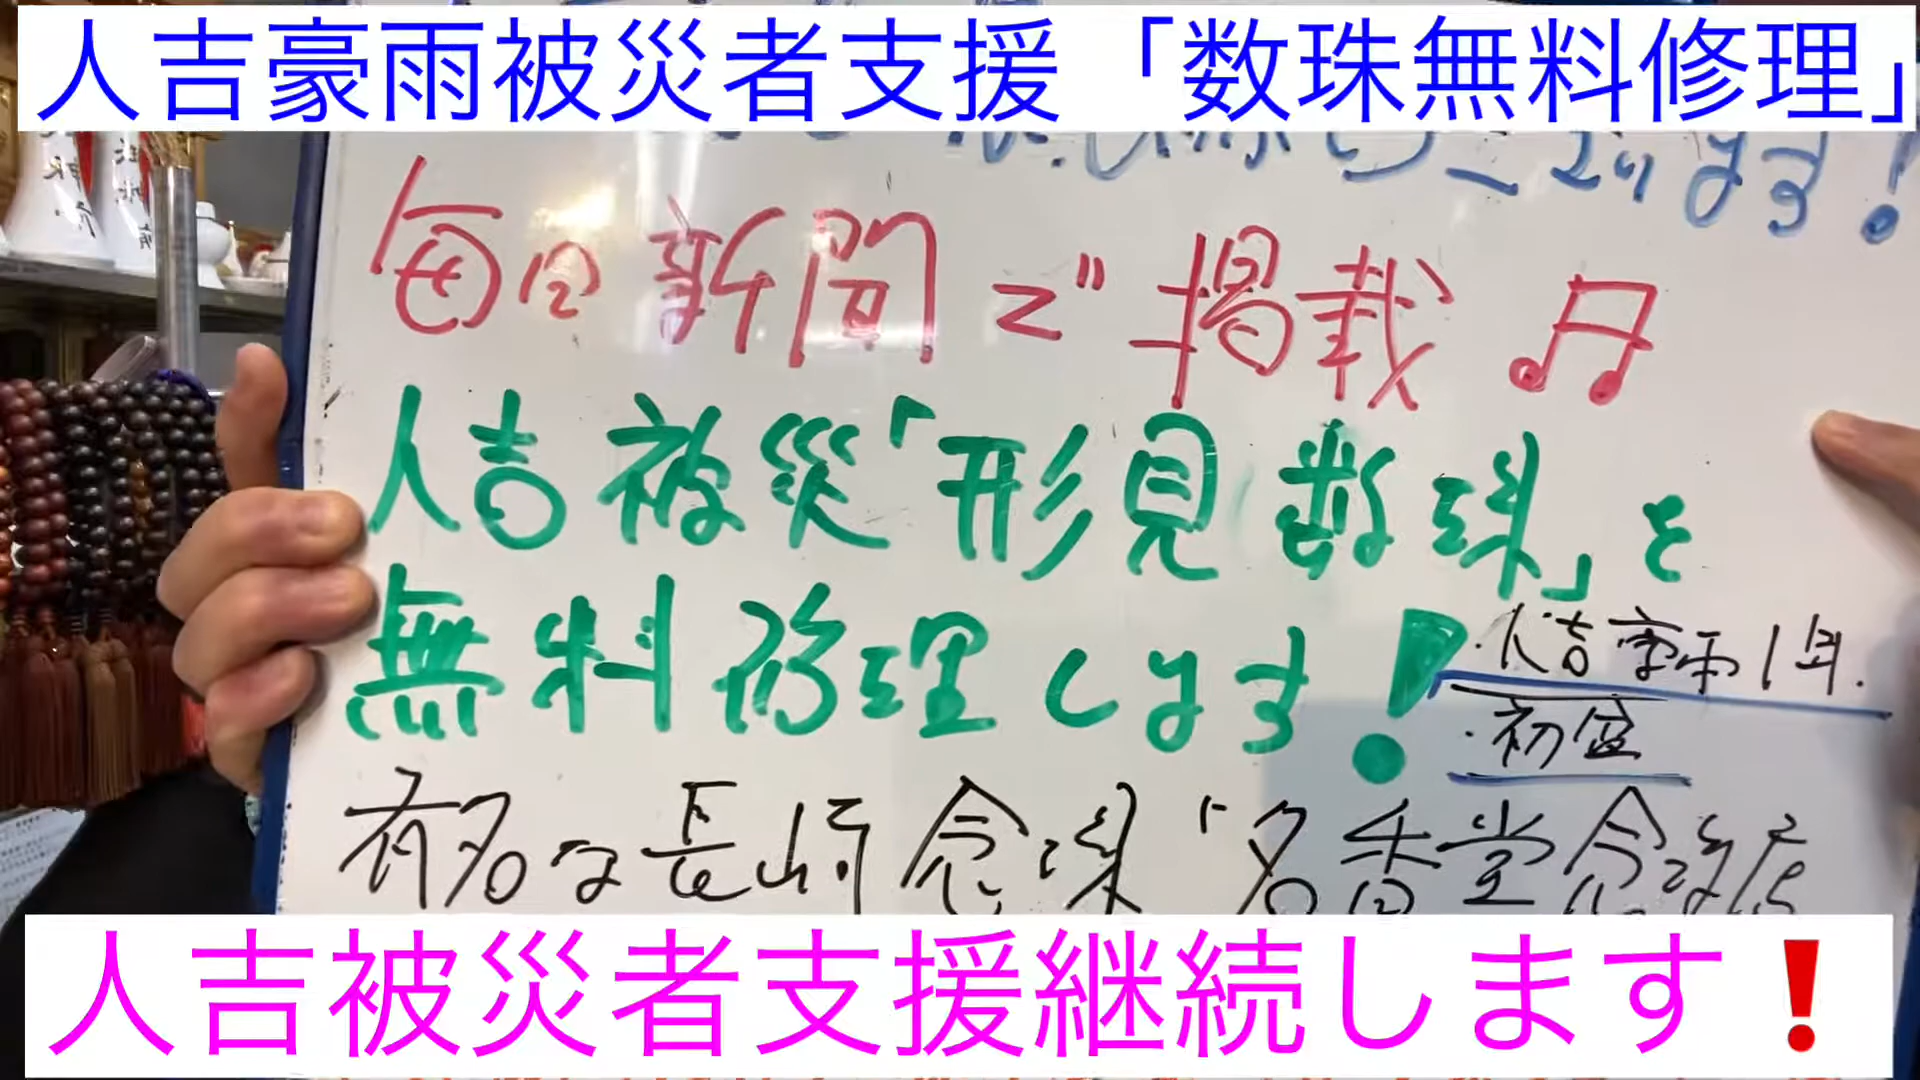 人吉豪雨被災者支援「数珠無料修理」
ます!
毎日新聞で掲載♫
人吉被災「形見数珠」を
無料修理します!
・人吉豪雨1年.
・初盆
有名な長崎念珠「名香堂念珠店
人吉被災者支援継続します❗